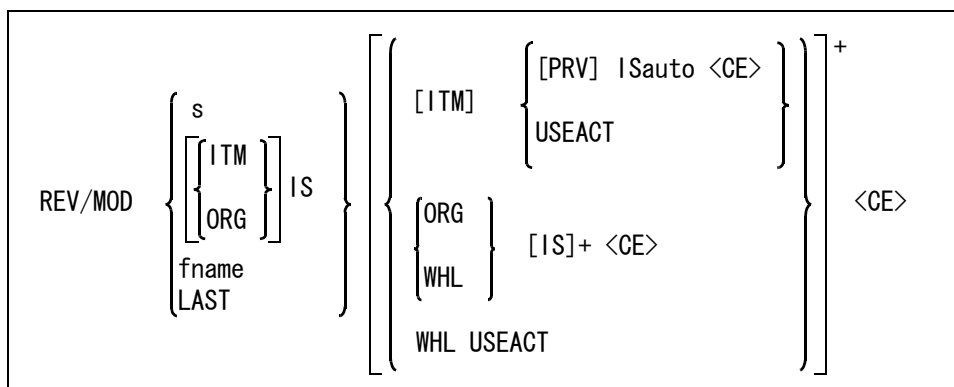 +
[PRV] ISauto <CE>
[ITM]
USEACT
s
ITM
REV/MOD IS <CE>
ORG
ORG
[IS]+ <CE>
WHL
fname
LAST
WHL USEACT